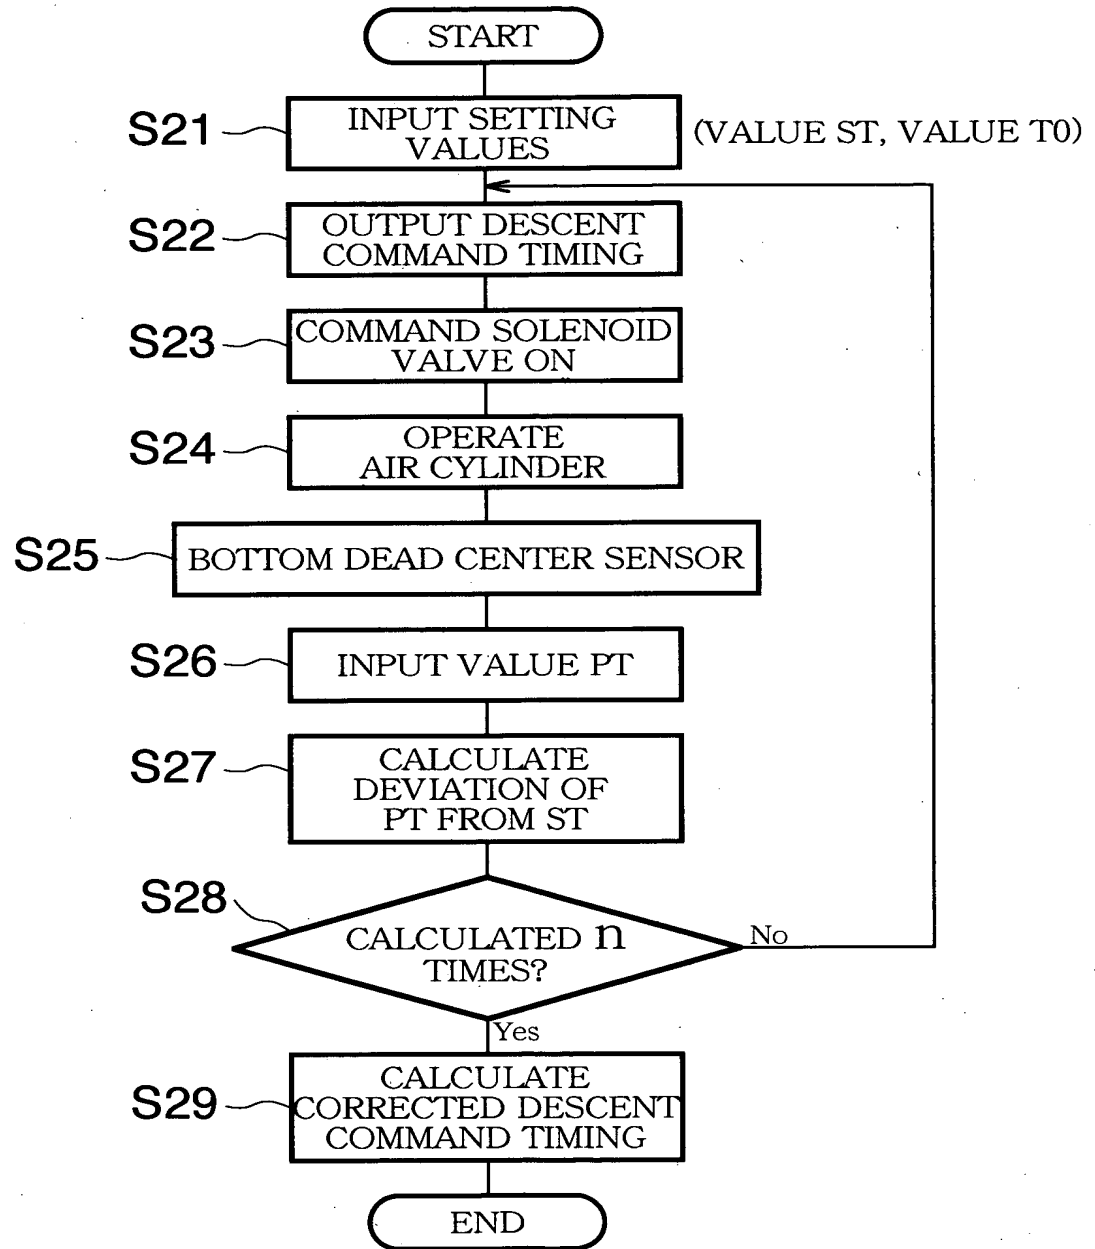 START
S21
INPUT SETTING
VALUES
(VALUE ST, VALUE T0)
S22
OUTPUT DESCENT
COMMAND TIMING
S23
COMMAND SOLENOID
VALVE ON
S24
OPERATE
AIR CYLINDER
S25
BOTTOM DEAD CENTER SENSOR
S26
INPUT VALUE PT
S27
CALCULATE
DEVIATION OF
PT FROM ST
S28
CALCULATED n
TIMES?
No
Yes
S29
CALCULATE
CORRECTED DESCENT
COMMAND TIMING
END